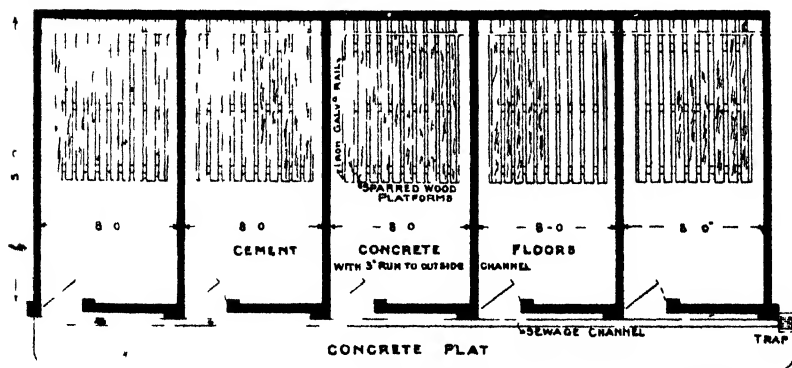 IRON GALVD RAILS
SPARRED WOOD
PLATFORMS
8 0
8 0
8 0
8-0
8 0"
CEMENT CONCRETE FLOORS
WITH 3" RUN TO OUTSIDE CHANNEL
SEWAGE CHANNEL
TRAP
CONCRETE PLAT